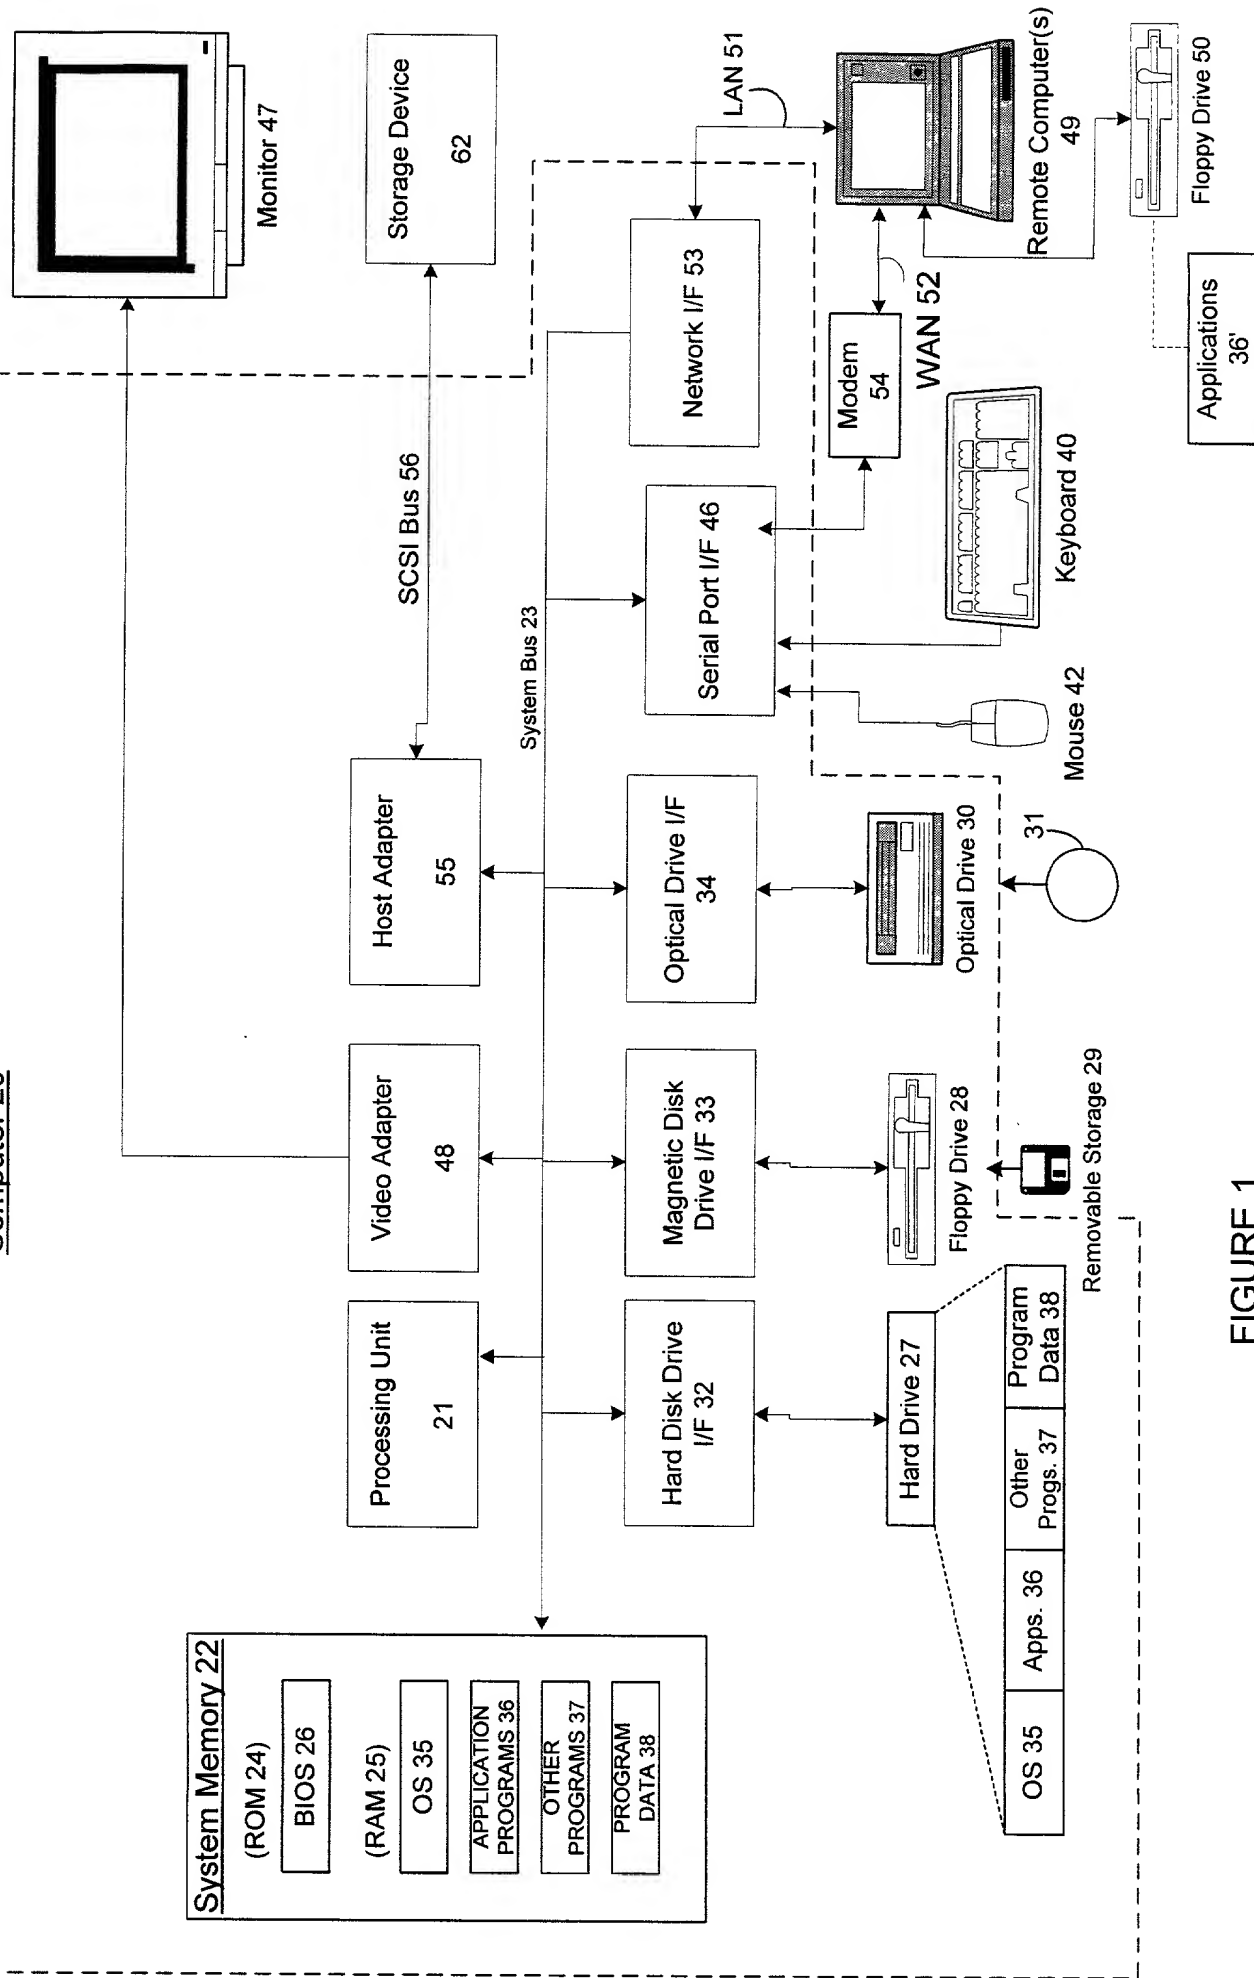 Computer 20
System Memory 22
(ROM 24)
BIOS 26
(RAM 25)
OS 35
APPLICATION
PROGRAMS 36
OTHER
PROGRAMS 37
PROGRAM
DATA 38
Processing Unit
21
Video Adapter
48
Host Adapter
55
SCSI Bus 56
Monitor 47
Storage Device
62
System Bus 23
Hard Disk Drive
I/F 32
Magnetic Disk
Drive I/F 33
Optical Drive I/F
34
Serial Port I/F 46
Network I/F 53
LAN 51
Hard Drive 27
Floppy Drive 28
Optical Drive 30
Modem
54
WAN 52
Remote Computer(s)
49
OS 35
Apps. 36
Other
Progs. 37
Program
Data 38
Removable Storage 29
31
Mouse 42
Keyboard 40
Floppy Drive 50
Applications
36'
FIGURE 1